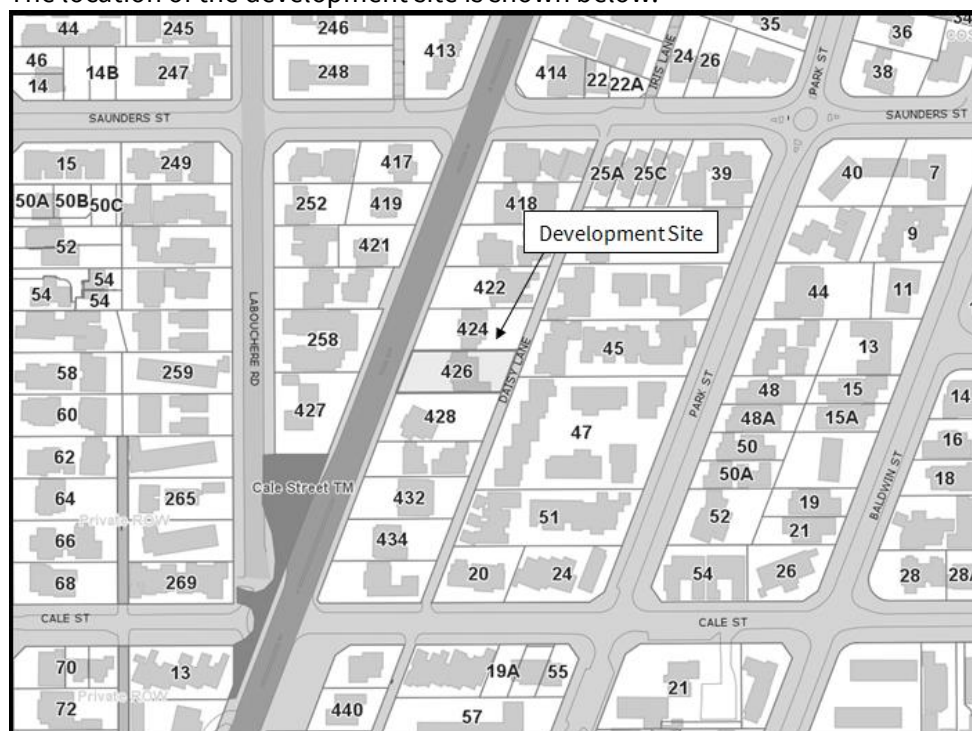 The location of the development site is shown below:
44 245 246 413 35 36 34
46 14B 247 248 414 22 22A 24 26 38
14
IRIS LANE
PARK ST
SAUNDERS ST
SAUNDERS ST
15 249 417 25A 25C 39 40 7
50A 50B 50C 252 419 418
52 421 Development Site 9
54 54 422 44 11
54
LABOUCHERE RD
258 424 45 13
58 259 426 48 15
DAISY LANE
PARK ST
60 427 428 47 48A 15A 14
62 50 16
Cale Street TM
50A 18
BALDWIN ST
64 265 432 51 52 19
Private ROW
66 434 21
68 269 20 24 54 26 28 28A
CALE ST
CALE ST
70 13 19A 55 21
Private ROW
72 440 57